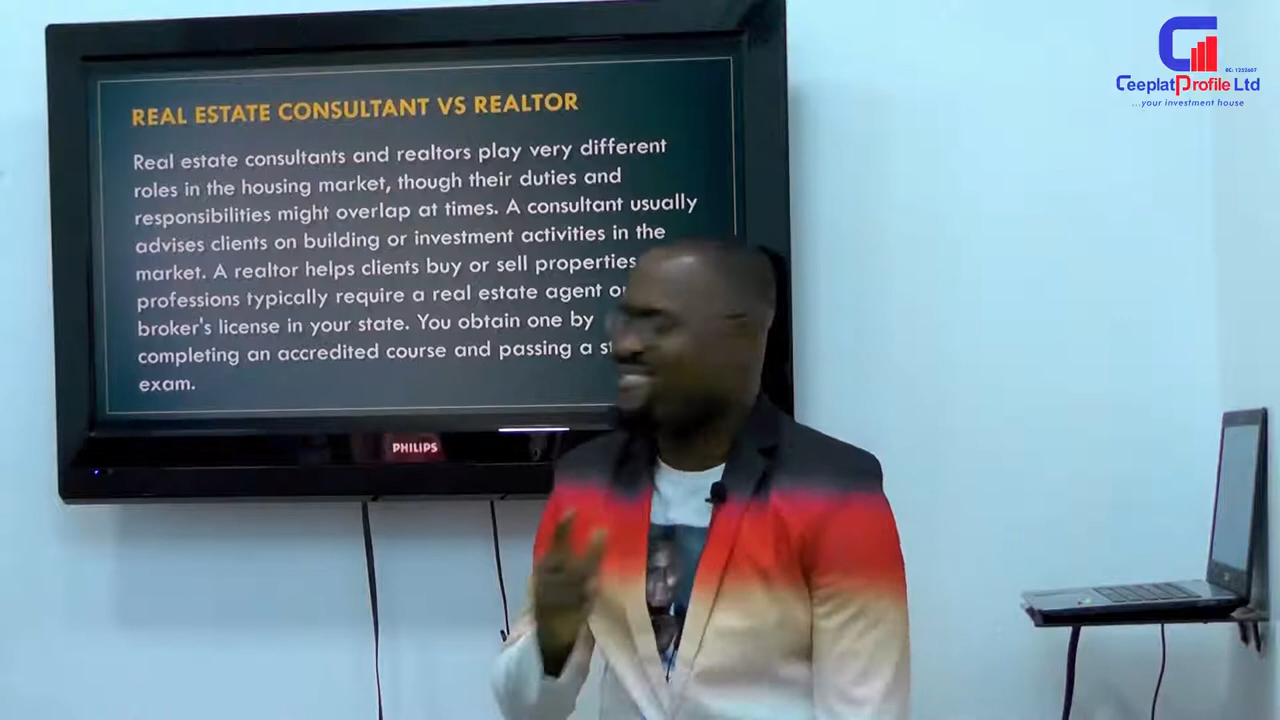 REAL ESTATE CONSULTANT VS REALTOR
Real estate consultants and realtors play very different
roles in the housing market, though their duties and
responsibilities might overlap at times. A consultant usually
advises clients on building or investment activities in the
market. A realtor helps clients buy or sell properties
professions typically require a real estate agent
broker's license in your state. You obtain one by
completing an accredited course and passing a
exam.
PHILIPS
RC: 1252607
CeeplatProfile Ltd
...your investment house